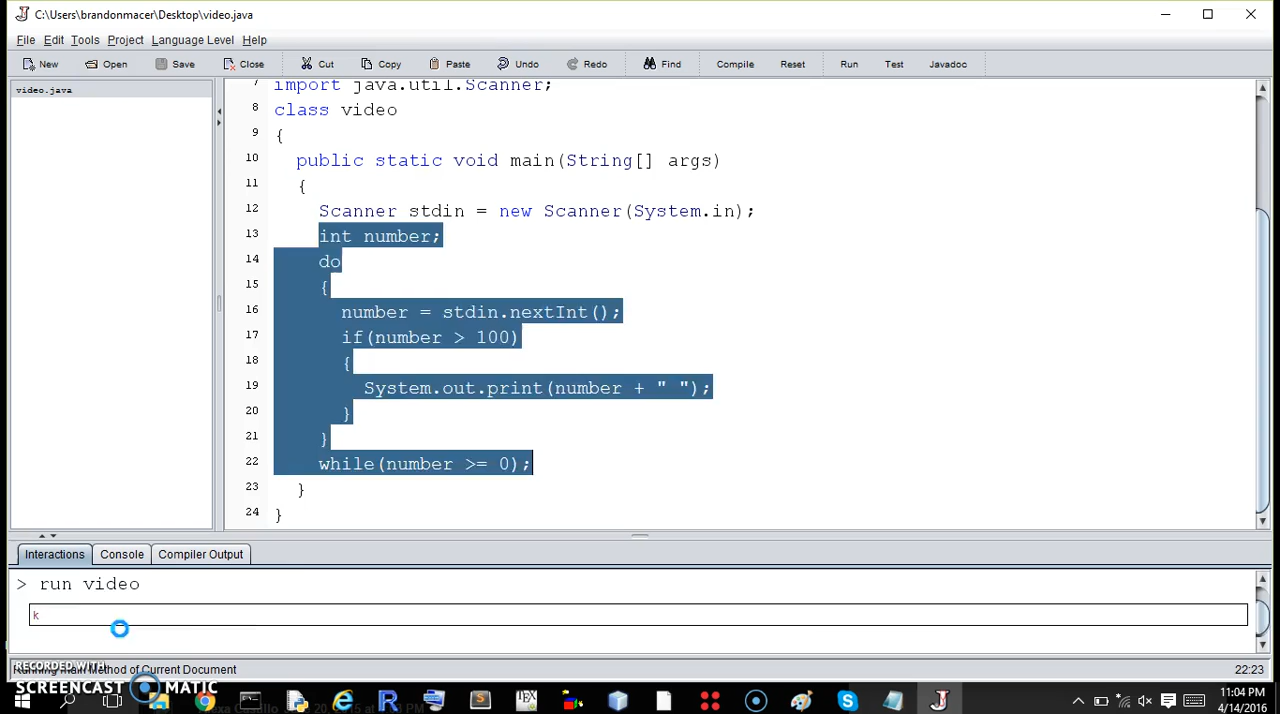 C:\Users\brandonmacer\Desktop\video.java
File Edit Tools Project Language Level Help
New Open Save Close Cut Copy Paste Undo Redo Find Compile Reset Run Test Javadoc
video.java
7 import java.util.Scanner;
8 class video
9 {
10 public static void main(String[] args)
11 {
12 Scanner stdin = new Scanner(System.in);
13 int number;
14 do
15 {
16 number = stdin.nextInt();
17 if(number > 100)
18 {
19 System.out.print(number + " ");
20 }
21 }
22 while(number >= 0);
23 }
24 }
Interactions Console Compiler Output
> run video
k
Running main Method of Current Document 22:23
RECORDED WITH
SCREENCAST MATIC
11:04 PM
4/14/2016